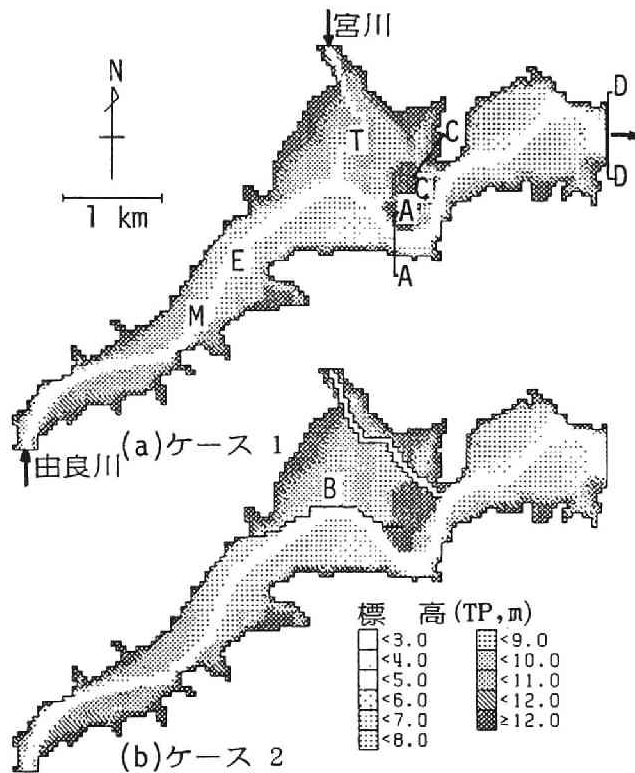 宮川
N
D
T
C
C'
1 km
A'
D
E
A
M
(a)ケース 1
由良川
B
標 高(TP,m)
<3.0 <9.0
<4.0 <10.0
<5.0 <11.0
<6.0 <12.0
<7.0 ≥12.0
<8.0
(b)ケース 2